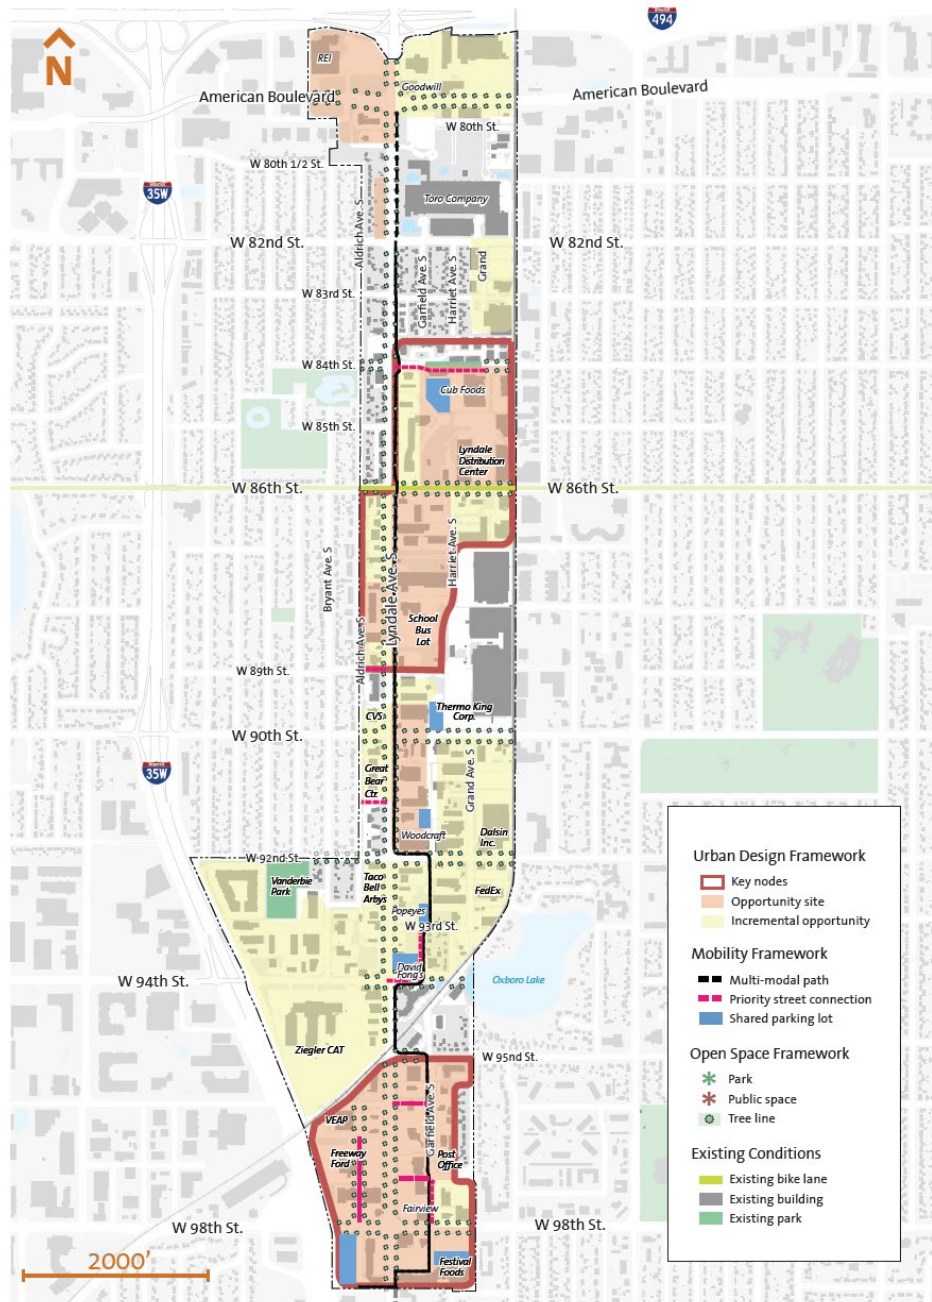 494
N
REI
Goodwill
American Boulevard
American Boulevard
W 80th St.
W 80th 1/2 St.
35W
Toro Company
Aldrich Ave. S
W 82nd St.
W 82nd St.
Garfield Ave. S
Harriet Ave. S
Grand
W 83rd St.
W 84th St.
Cub Foods
W 85th St.
Lyndale
Distribution
Center
W 86th St.
W 86th St.
Bryant Ave. S
Lyndale Ave. S
Harriet Ave. S
School
Bus
Lot
Aldrich Ave. S
W 89th St.
CVS
Thermo King
Corp.
W 90th St.
Great
Bear
Ctr.
35W
Grand Ave. S
Woodcraft
Dalsin
Inc.
W 92nd St.
Vanderbie
Park
Taco
Bell
Arbys
FedEx
Popeyes
W 93rd St.
W 94th St.
David
Fong's
Oxboro Lake
Ziegler CAT
W 95nd St.
VEAP
Garfield Ave. S
Freeway
Ford
Post
Office
Fairview
W 98th St.
W 98th St.
Festival
Foods
2000'
Urban Design Framework
Key nodes
Opportunity site
Incremental opportunity
Mobility Framework
Multi-modal path
Priority street connection
Shared parking lot
Open Space Framework
Park
Public space
Tree line
Existing Conditions
Existing bike lane
Existing building
Existing park